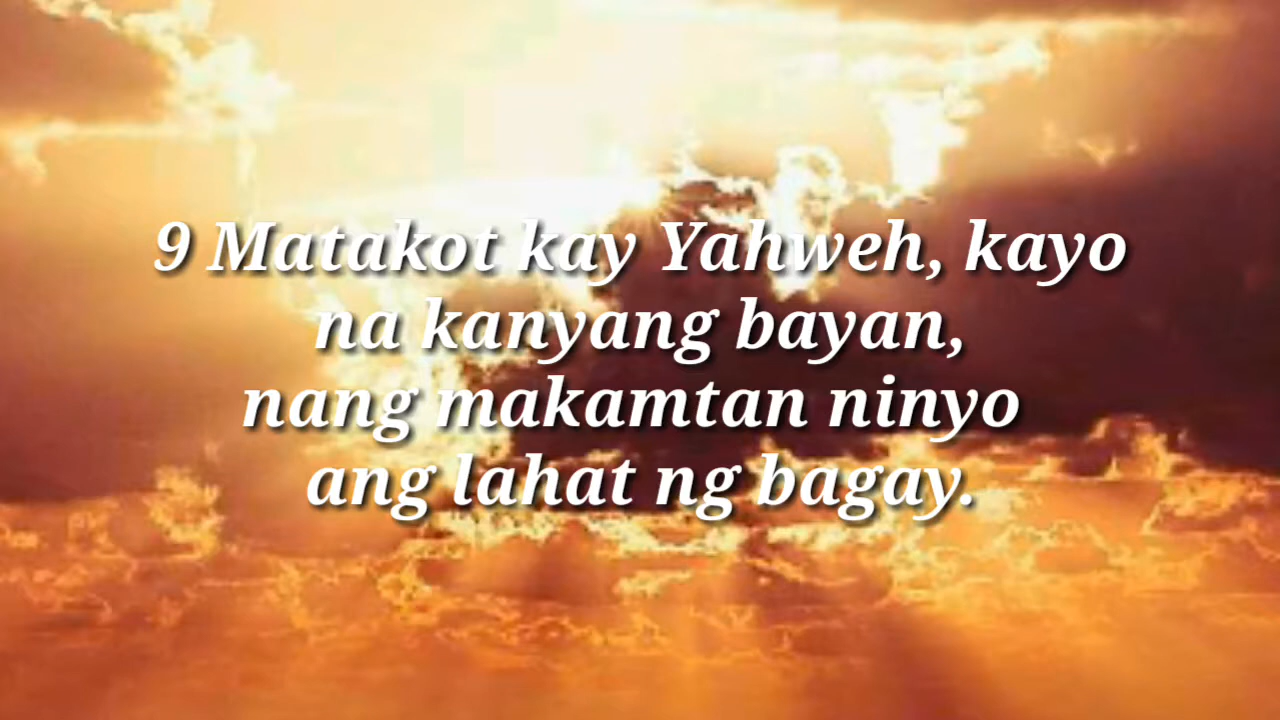 9 Matakot kay Yahweh, kayo
na kanyang bayan,
nang makamtan ninyo
ang lahat ng bagay.